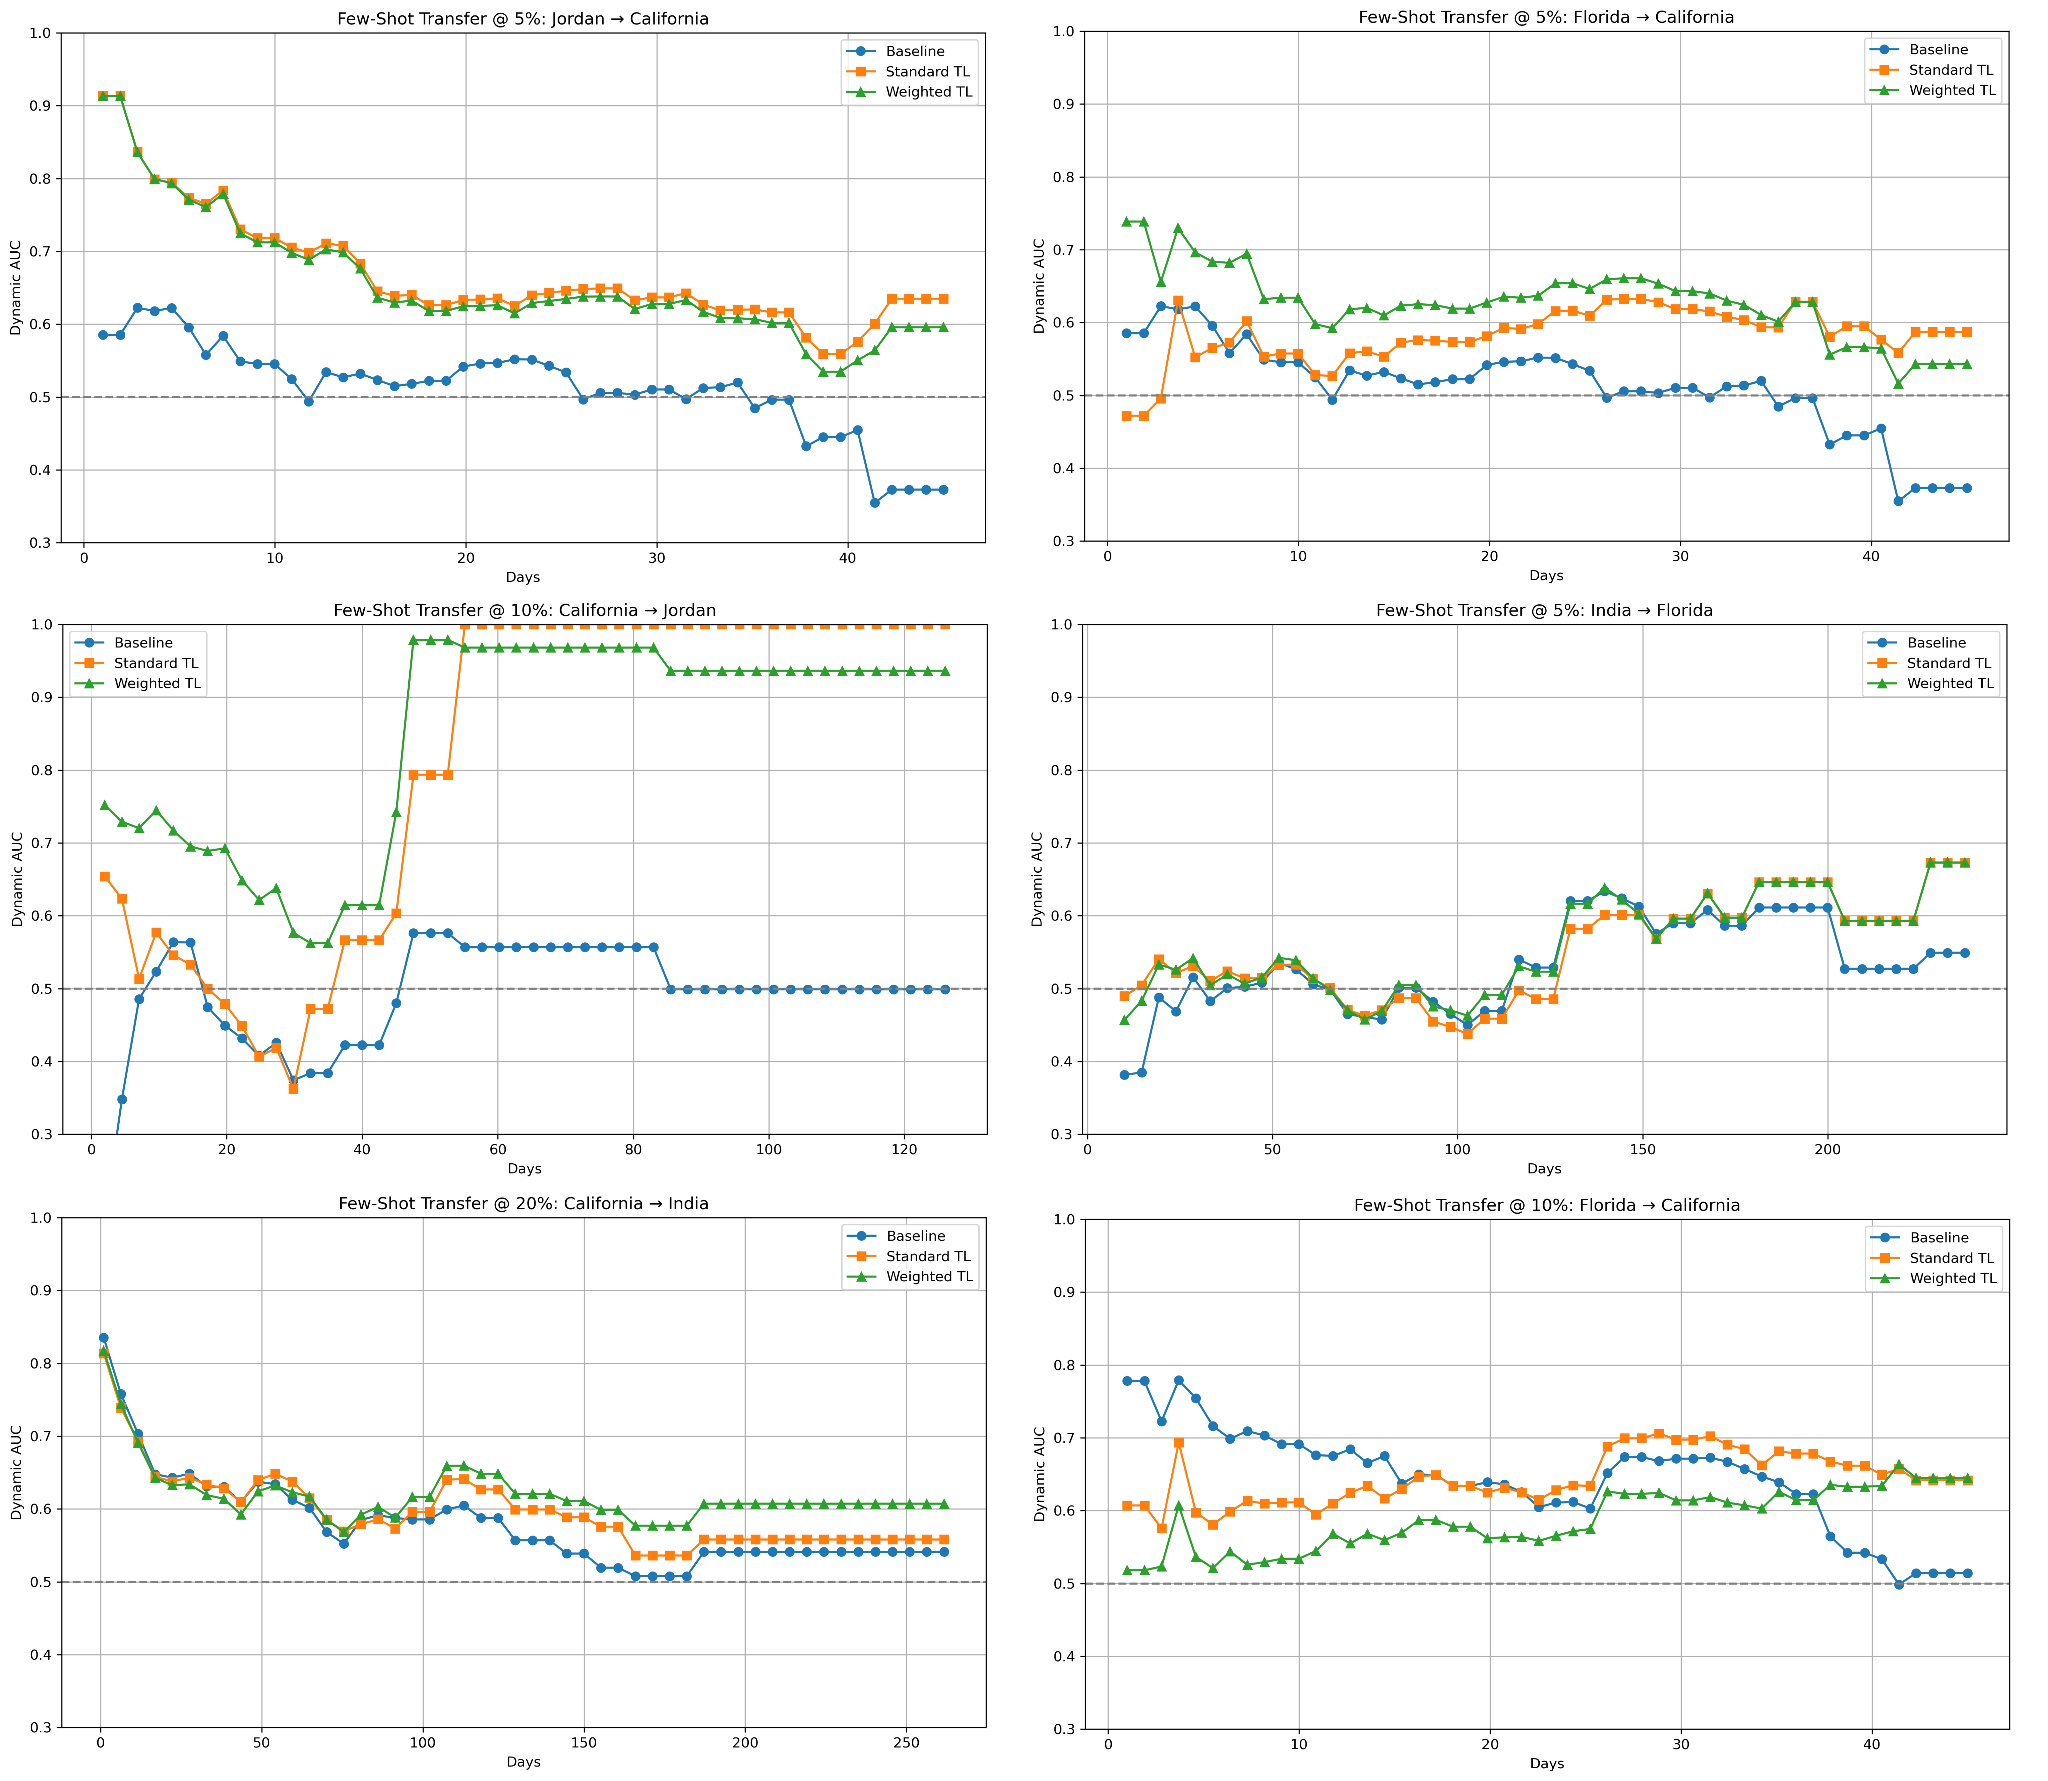 Few-Shot Transfer @ 5%: Jordan → California
1.0
0.9
0.8
0.7
0.6
0.5
0.4
0.3
Dynamic AUC
Baseline
Standard TL
Weighted TL
0 10 20 30 40
Days
Few-Shot Transfer @ 5%: Florida → California
1.0
0.9
0.8
0.7
0.6
0.5
0.4
0.3
Dynamic AUC
Baseline
Standard TL
Weighted TL
0 10 20 30 40
Days
Few-Shot Transfer @ 10%: California → Jordan
1.0
0.9
0.8
0.7
0.6
0.5
0.4
0.3
Dynamic AUC
Baseline
Standard TL
Weighted TL
0 20 40 60 80 100 120
Days
Few-Shot Transfer @ 5%: India → Florida
1.0
0.9
0.8
0.7
0.6
0.5
0.4
0.3
Dynamic AUC
Baseline
Standard TL
Weighted TL
0 50 100 150 200
Days
Few-Shot Transfer @ 20%: California → India
1.0
0.9
0.8
0.7
0.6
0.5
0.4
0.3
Dynamic AUC
Baseline
Standard TL
Weighted TL
0 50 100 150 200 250
Days
Few-Shot Transfer @ 10%: Florida → California
1.0
0.9
0.8
0.7
0.6
0.5
0.4
0.3
Dynamic AUC
Baseline
Standard TL
Weighted TL
0 10 20 30 40
Days